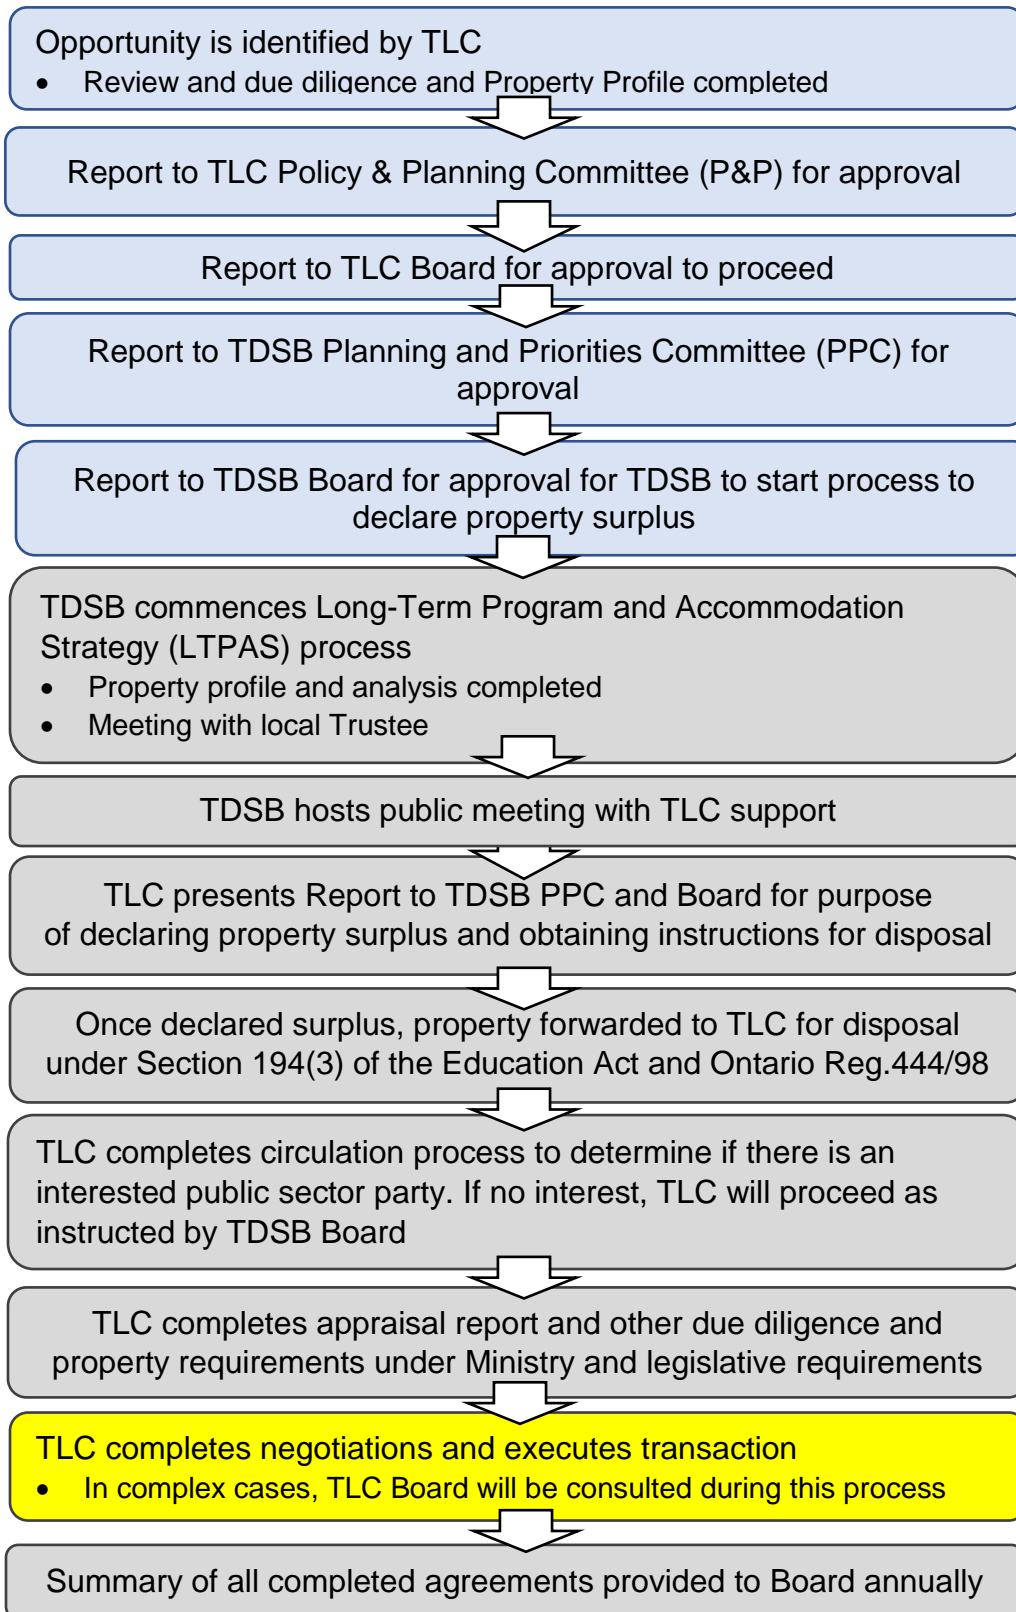 Opportunity is identified by TLC
• Review and due diligence and Property Profile completed
Report to TLC Policy & Planning Committee (P&P) for approval
Report to TLC Board for approval to proceed
Report to TDSB Planning and Priorities Committee (PPC) for
approval
Report to TDSB Board for approval for TDSB to start process to
declare property surplus
TDSB commences Long-Term Program and Accommodation
Strategy (LTPAS) process
• Property profile and analysis completed
• Meeting with local Trustee
TDSB hosts public meeting with TLC support
TLC presents Report to TDSB PPC and Board for purpose
of declaring property surplus and obtaining instructions for disposal
Once declared surplus, property forwarded to TLC for disposal
under Section 194(3) of the Education Act and Ontario Reg.444/98
TLC completes circulation process to determine if there is an
interested public sector party. If no interest, TLC will proceed as
instructed by TDSB Board
TLC completes appraisal report and other due diligence and
property requirements under Ministry and legislative requirements
TLC completes negotiations and executes transaction
• In complex cases, TLC Board will be consulted during this process
Summary of all completed agreements provided to Board annually